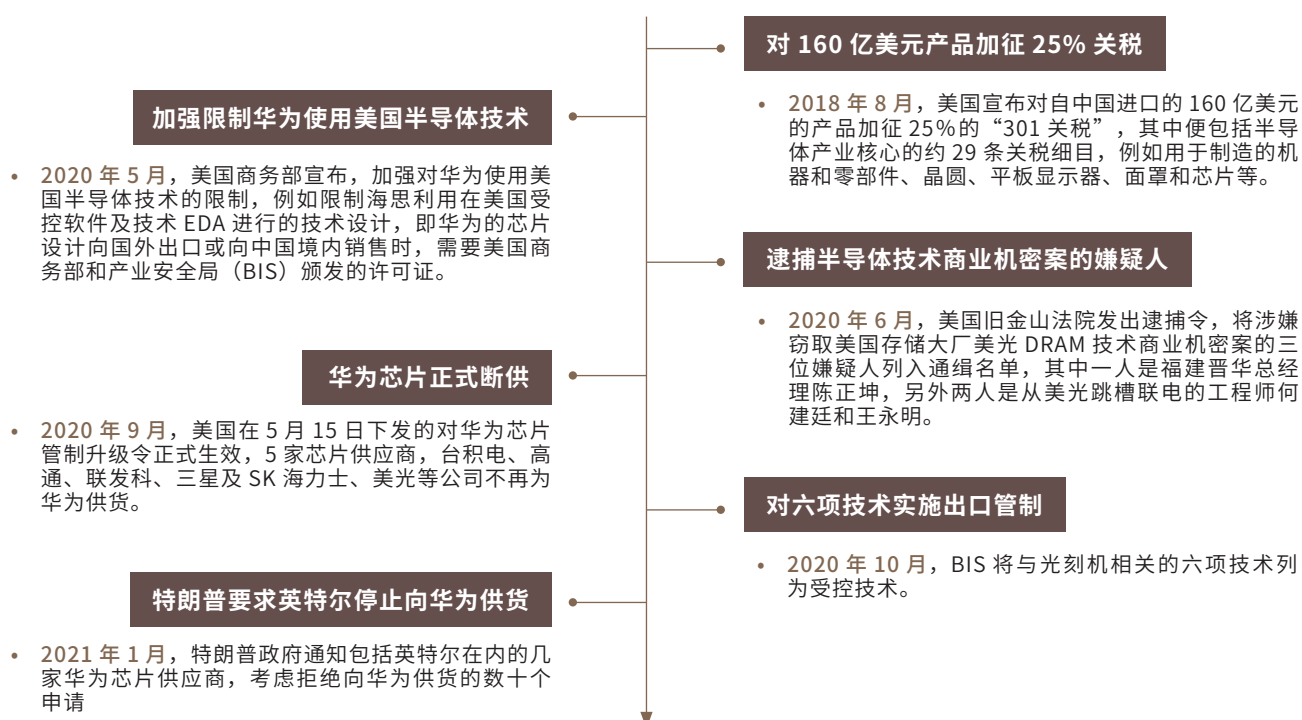 对 160 亿美元产品加征 25% 关税
• 2018 年 8 月，美国宣布对自中国进口的 160 亿美元
的产品加征 25%的“301 关税”，其中便包括半导
体产业核心的约 29 条关税细目，例如用于制造的机
器和零部件、晶圆、平板显示器、面罩和芯片等。
加强限制华为使用美国半导体技术
• 2020 年 5 月，美国商务部宣布，加强对华为使用美
国半导体技术的限制，例如限制海思利用在美国受
控软件及技术 EDA 进行的技术设计，即华为的芯片
设计向国外出口或向中国境内销售时，需要美国商
务部和产业安全局（BIS）颁发的许可证。
逮捕半导体技术商业机密案的嫌疑人
• 2020 年 6 月，美国旧金山法院发出逮捕令，将涉嫌
窃取美国存储大厂美光 DRAM 技术商业机密案的三
位嫌疑人列入通缉名单，其中一人是福建晋华总经
理陈正坤，另外两人是从美光跳槽联电的工程师何
建廷和王永明。
华为芯片正式断供
• 2020 年 9 月，美国在 5 月 15 日下发的对华为芯片
管制升级令正式生效，5 家芯片供应商，台积电、高
通、联发科、三星及 SK 海力士、美光等公司不再为
华为供货。
对六项技术实施出口管制
• 2020 年 10 月，BIS 将与光刻机相关的六项技术列
为受控技术。
特朗普要求英特尔停止向华为供货
• 2021 年 1 月，特朗普政府通知包括英特尔在内的几
家华为芯片供应商，考虑拒绝向华为供货的数十个
申请